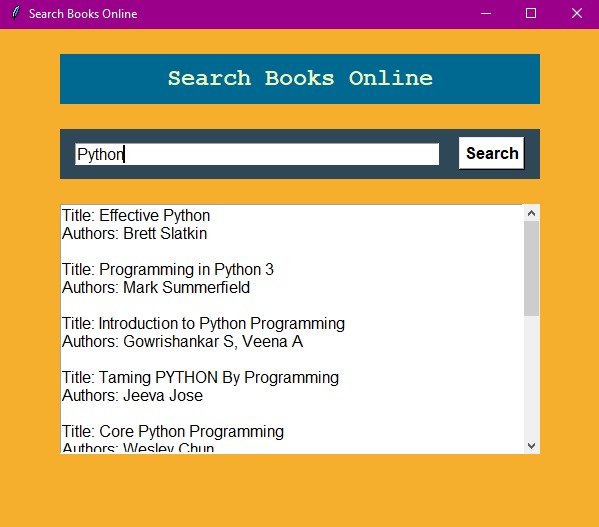 Search Books Online
Search Books Online
Python
Search
Title: Effective Python
Authors: Brett Slatkin
Title: Programming in Python 3
Authors: Mark Summerfield
Title: Introduction to Python Programming
Authors: Gowrishankar S, Veena A
Title: Taming PYTHON By Programming
Authors: Jeeva Jose
Title: Core Python Programming
Authors: Wesley Chun